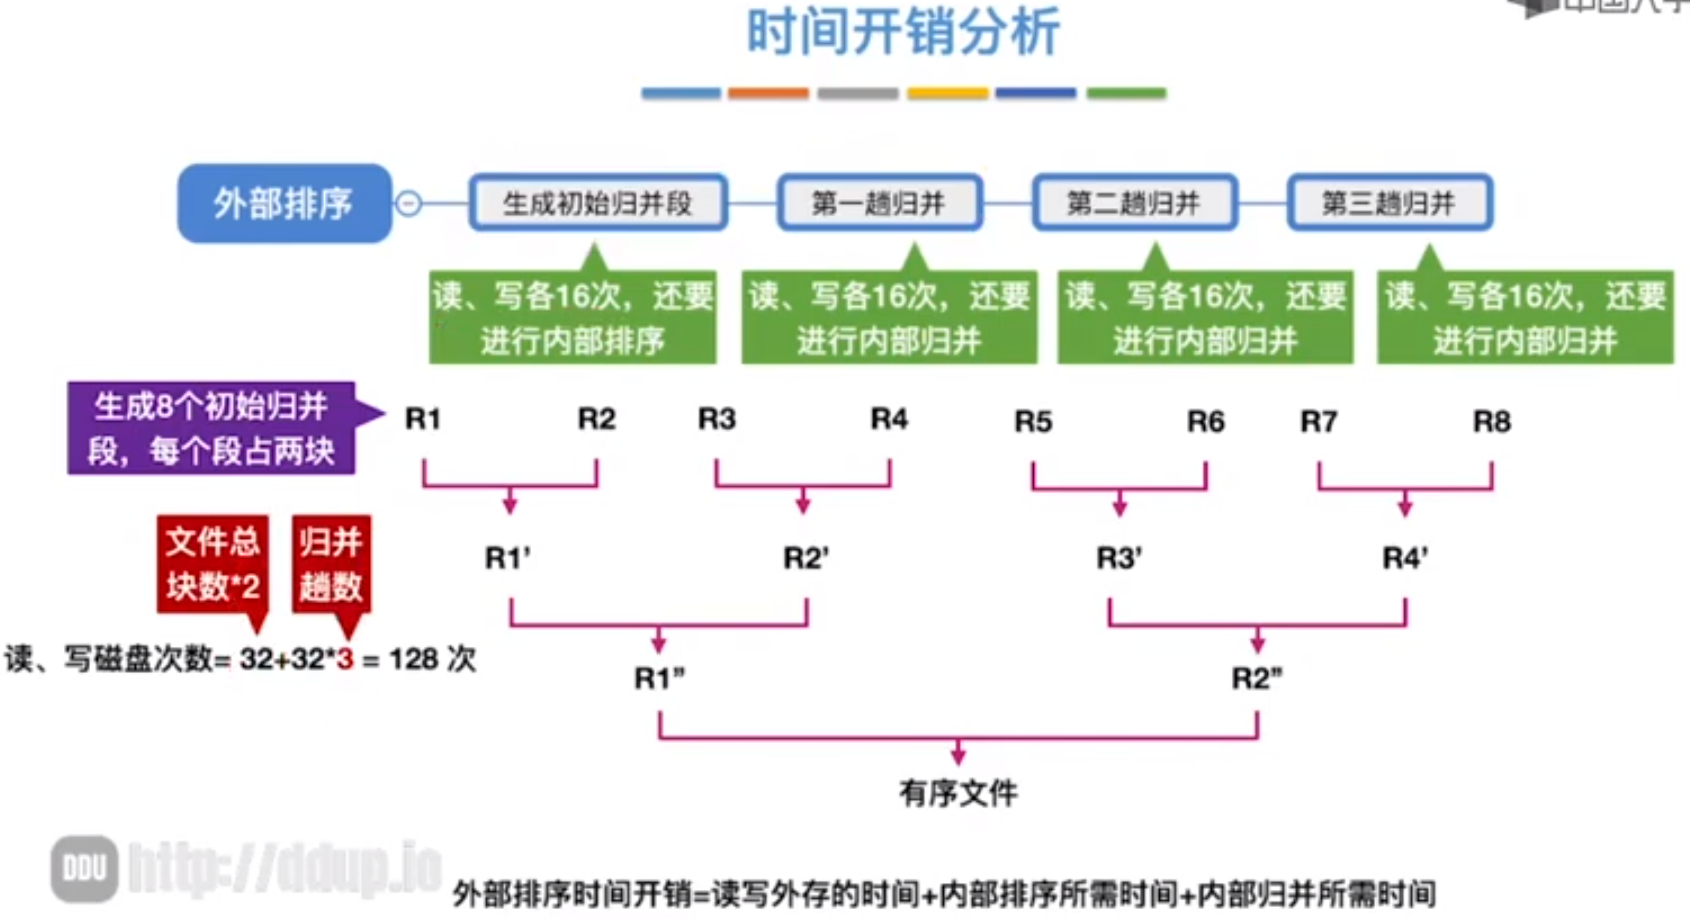 时间开销分析
外部排序
生成初始归并段
第一趟归并
第二趟归并
第三趟归并
读、写各16次，还要
进行内部排序
读、写各16次，还要
进行内部归并
读、写各16次，还要
进行内部归并
读、写各16次，还要
进行内部归并
生成8个初始归并
段，每个段占两块
R1 R2 R3 R4 R5 R6 R7 R8
文件总
块数*2
归并
趟数
R1' R2' R3' R4'
读、写磁盘次数= 32+32*3 = 128 次
R1” R2”
有序文件
DDU http://ddup.io
外部排序时间开销=读写外存的时间+内部排序所需时间+内部归并所需时间